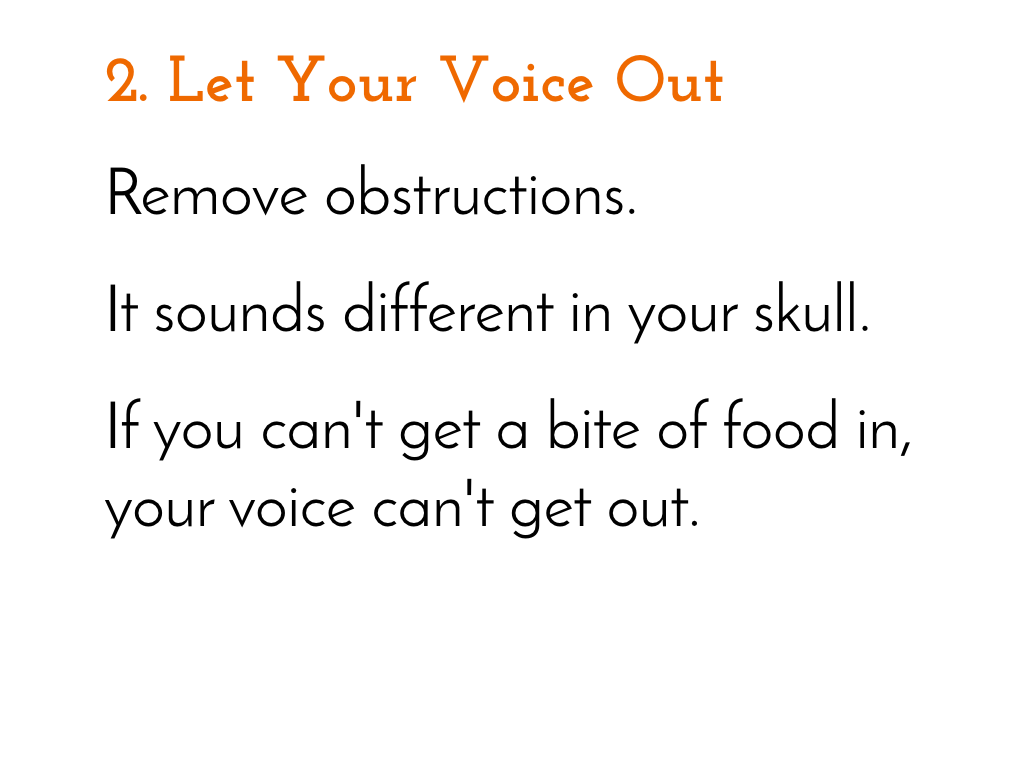 2. Let Your Voice Out
Remove obstructions.
It sounds different in your skull.
If you can't get a bite of food in,
your voice can't get out.